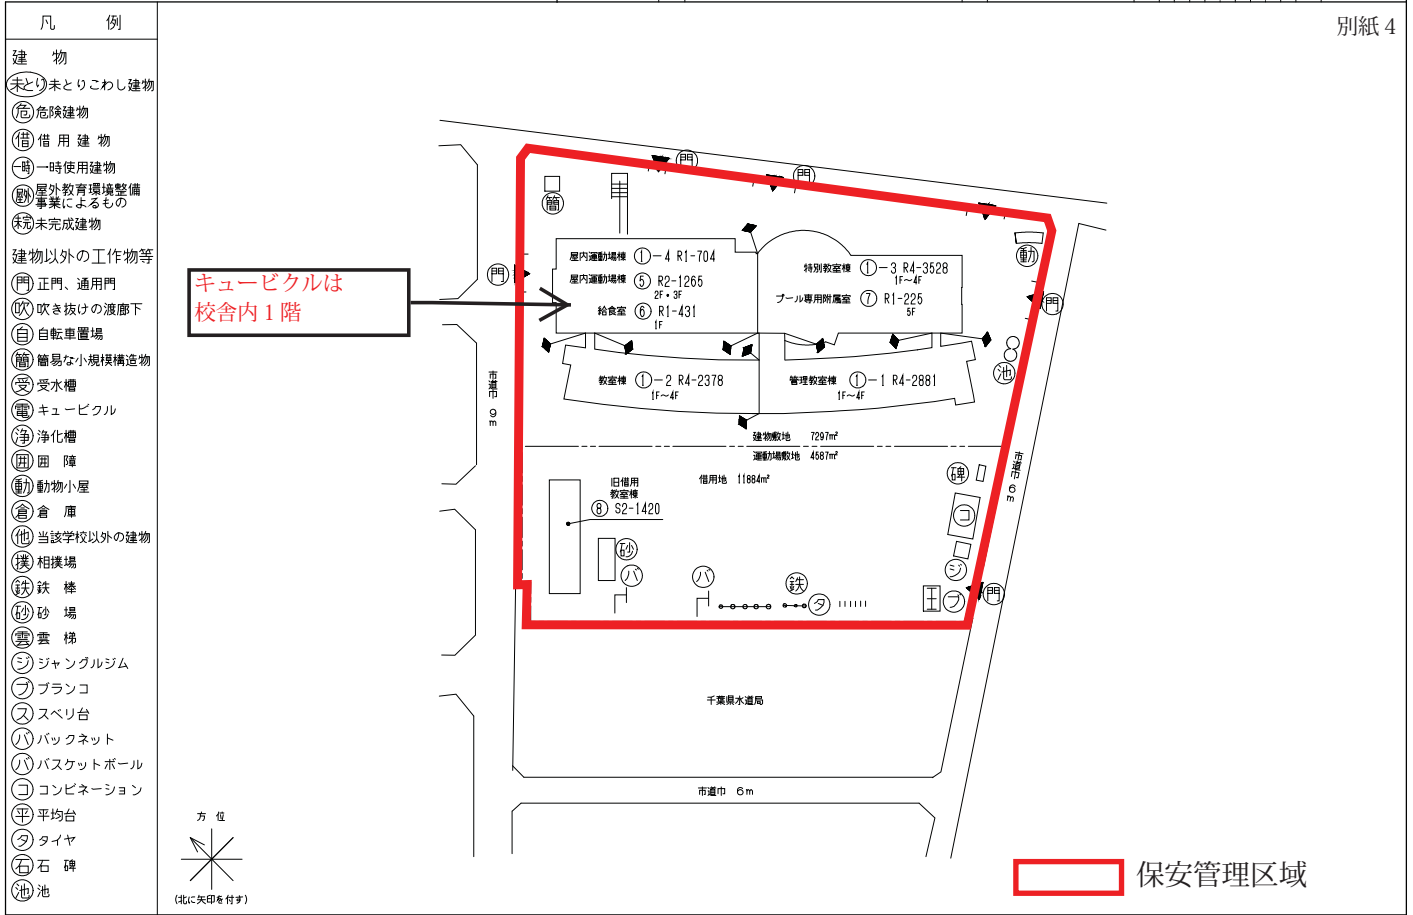 凡 例
建 物
未とり 未とりこわし建物
危 危険建物
借 借用建物
一時 一時使用建物
屋外教育環境整備
事業によるもの
未完成建物
建物以外の工作物等
門 正門、通用門
吹 吹き抜けの渡廊下
自 自転車置場
簡 簡易な小規模構造物
受 受水槽
電 キュービクル
浄 浄化槽
囲 囲 障
動 動物小屋
倉 倉 庫
他 当該学校以外の建物
撲 相撲場
鉄 鉄 棒
砂 砂 場
雲 雲 梯
ジ ジャングルジム
ブ ブランコ
ス スベリ台
バ バックネット
バ バスケットボール
コ コンビネーション
平 平均台
タ タイヤ
石 石 碑
池 池
別紙4
門
門
簡
動
門
門
キュービクルは
校舎内1階
屋内運動場棟 ①-4 R1-704
屋内運動場棟 ⑤ R2-1265
2F・3F
給食室 ⑥ R1-431
1F
特別教室棟 ①-3 R4-3528
1F~4F
プール専用附属室 ⑦ R1-225
5F
池
教室棟 ①-2 R4-2378
1F~4F
管理教室棟 ①-1 R4-2881
1F~4F
市道巾 9m
建物敷地 7297㎡
運動場敷地 4587㎡
借用地 11884㎡
市道巾 6m
旧借用
教室棟
⑧ S2-1420
碑
コ
砂
バ
バ
鉄
タ
ジ
ブ
門
千葉県水道局
市道巾 6m
方 位
(北に矢印を付す)
保安管理区域